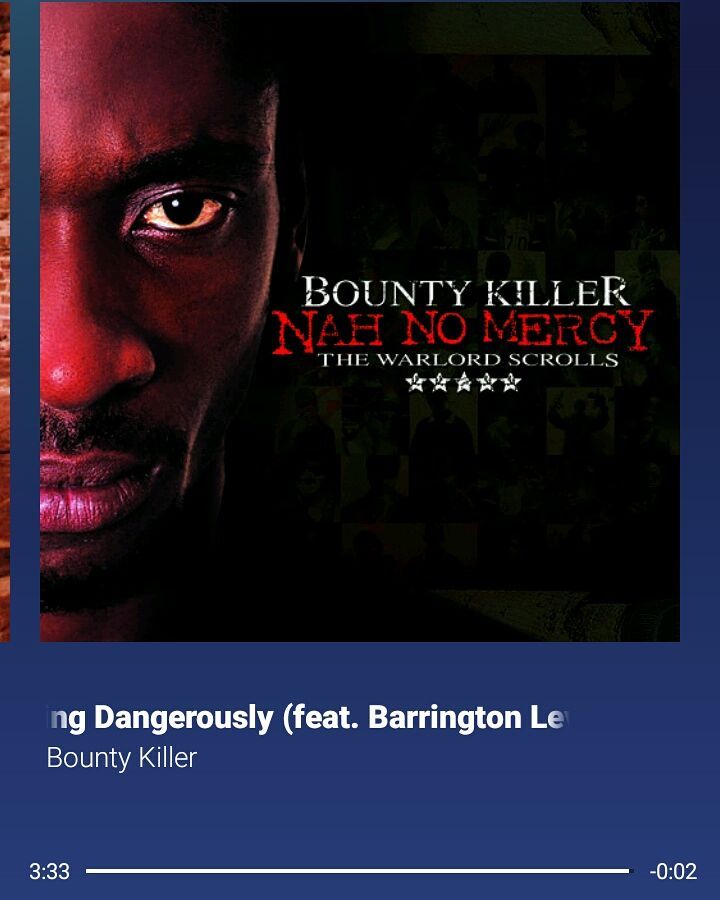 BOUNTY KILLER
NAH NO MERCY
THE WARLORD SCROLLS
ng Dangerously (feat. Barrington Le
Bounty Killer
3:33
-0:02